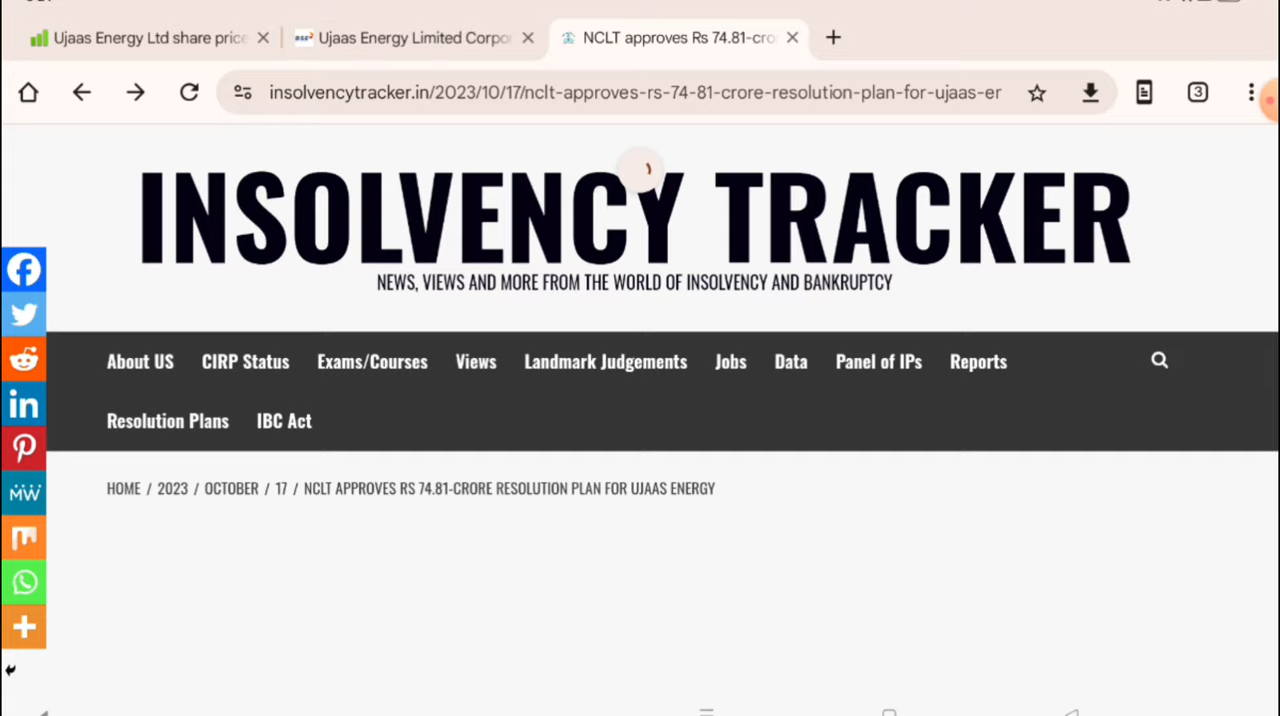 Ujaas Energy Ltd share price
Ujaas Energy Limited Corpo
NCLT approves Rs 74.81-cro
insolvencytracker.in/2023/10/17/nclt-approves-rs-74-81-crore-resolution-plan-for-ujaas-er
3
INSOLVENCY TRACKER
NEWS, VIEWS AND MORE FROM THE WORLD OF INSOLVENCY AND BANKRUPTCY
About US CIRP Status Exams/Courses Views Landmark Judgements Jobs Data Panel of IPs Reports
Resolution Plans IBC Act
HOME / 2023 / OCTOBER / 17 / NCLT APPROVES RS 74.81-CRORE RESOLUTION PLAN FOR UJAAS ENERGY
in
MW